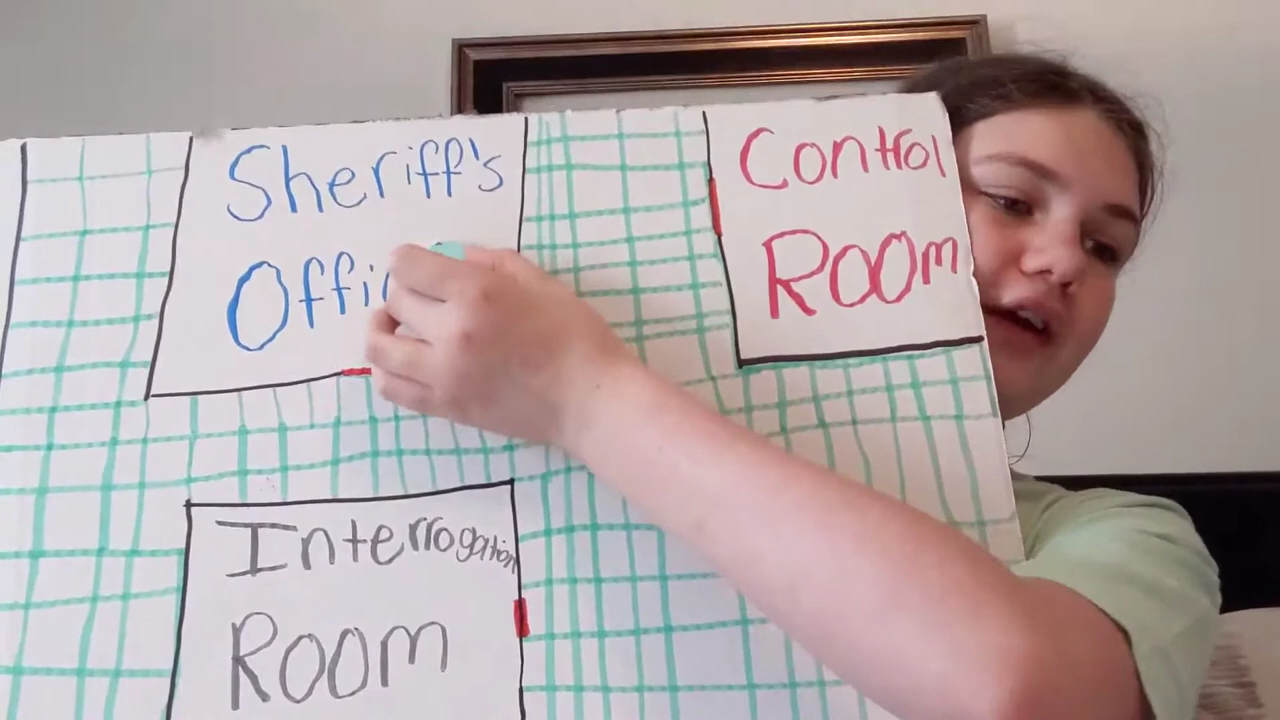 Sheriff's
Offi
Control
Room
Interrogation
Room